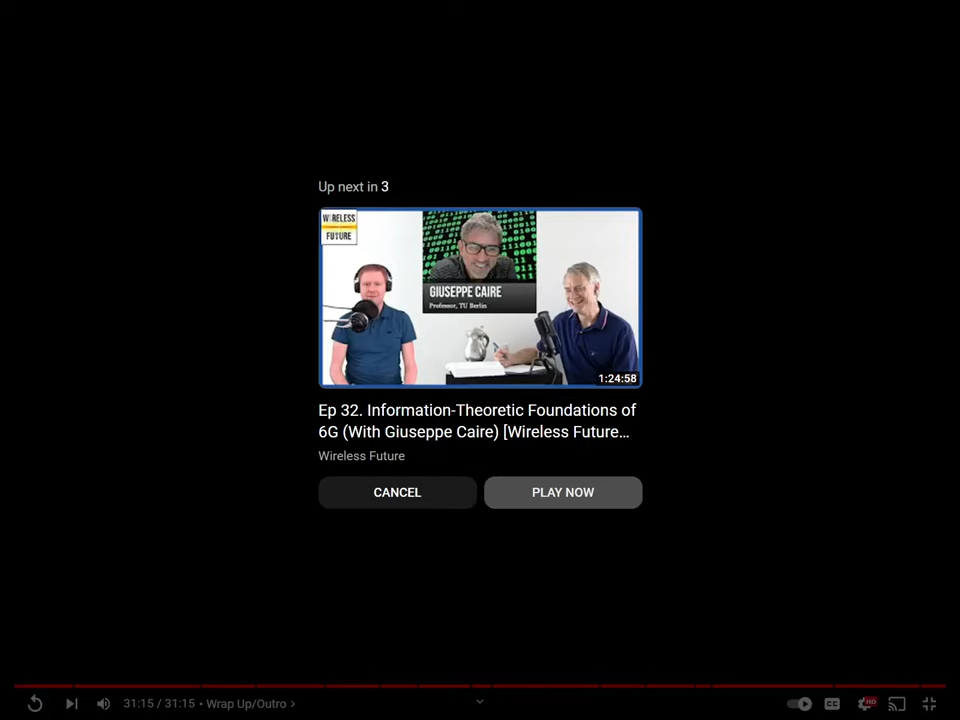 Up next in 3
WIRELESS
FUTURE
GIUSEPPE CAIRE
Professor, TU Berlin
1:24:58
Ep 32. Information-Theoretic Foundations of
6G (With Giuseppe Caire) [Wireless Future...
Wireless Future
CANCEL
PLAY NOW
31:15 / 31:15 • Wrap Up/Outro >
CC
HD